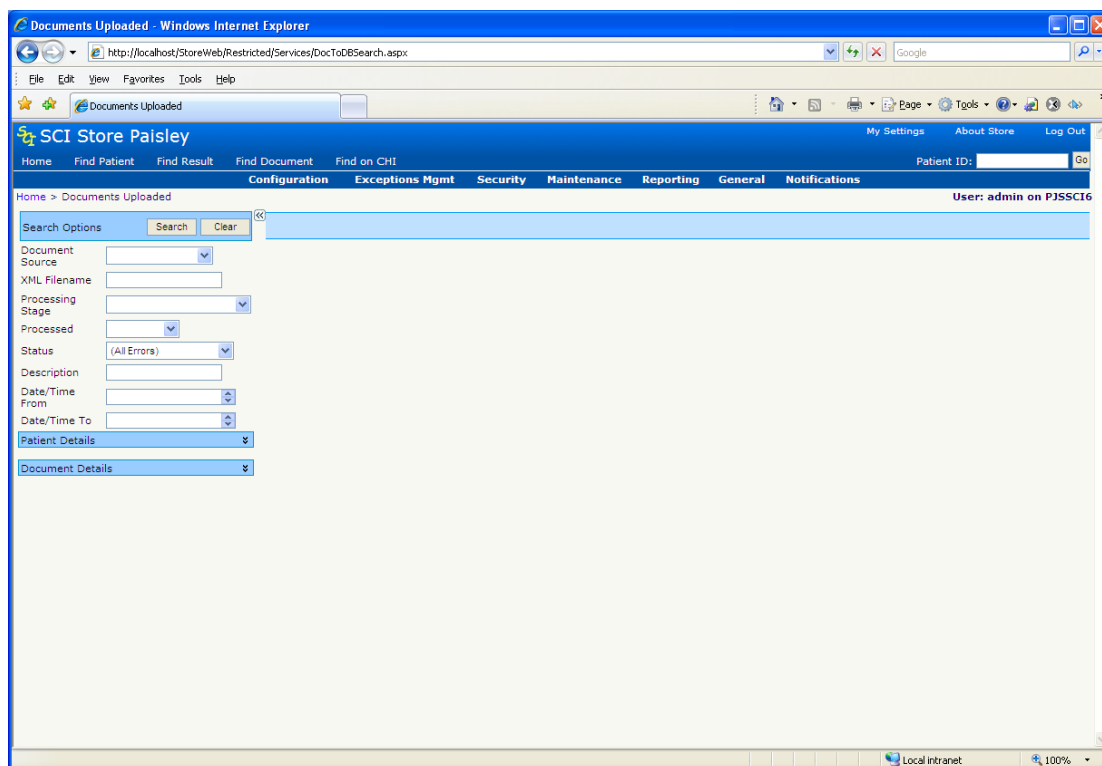 Documents Uploaded - Windows Internet Explorer
http://localhost/StoreWeb/Restricted/Services/DocToDBSearch.aspx
Google
File Edit View Favorites Tools Help
Documents Uploaded
Page Tools
SCI Store Paisley
My Settings About Store Log Out
Home Find Patient Find Result Find Document Find on CHI
Patient ID: Go
Configuration Exceptions Mgmt Security Maintenance Reporting General Notifications
Home > Documents Uploaded
User: admin on PJSSCI6
Search Options Search Clear
Document
Source
XML Filename
Processing
Stage
Processed
Status (All Errors)
Description
Date/Time
From
Date/Time To
Patient Details
Document Details
Local intranet 100%